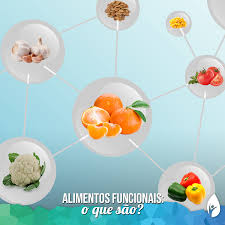 ALIMENTOS FUNCIONAIS:
o que são?